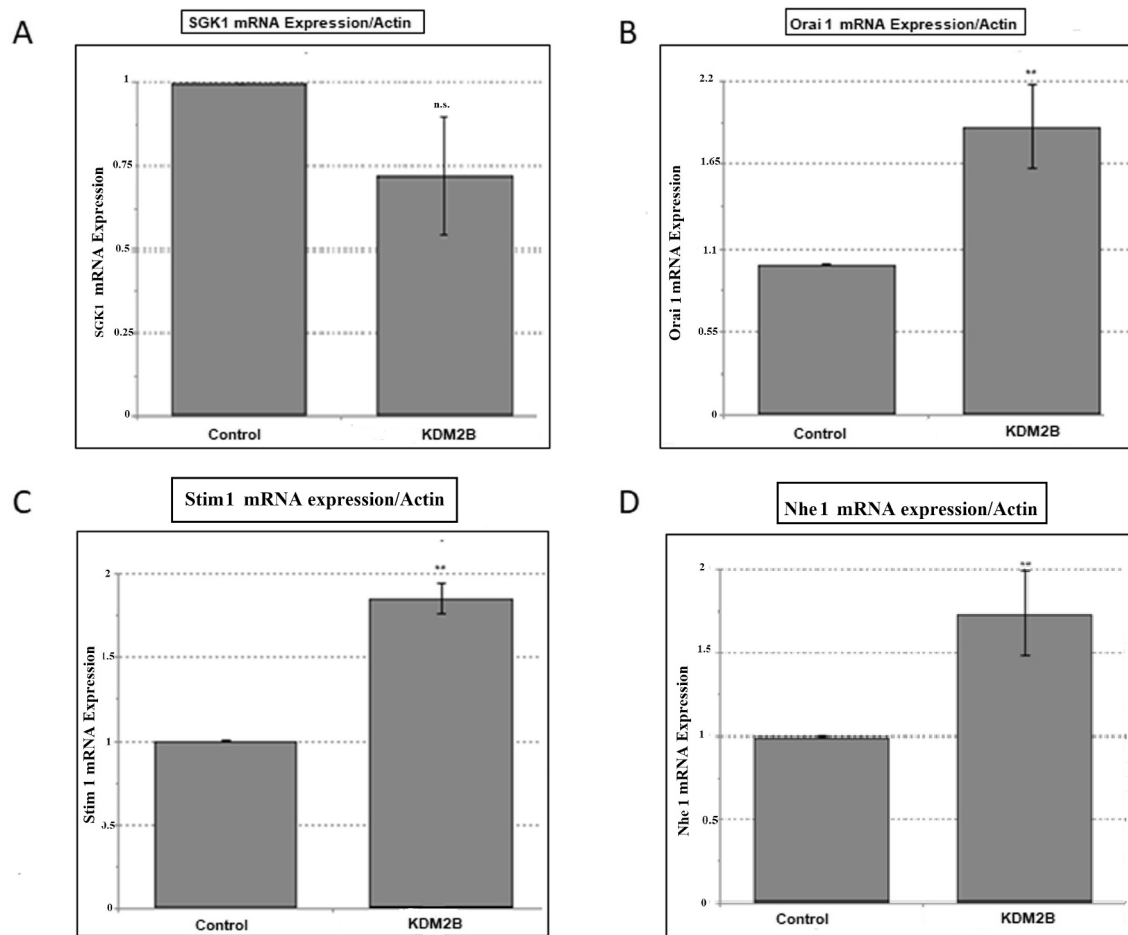 A
SGK1 mRNA Expression/Actin
SGK1 mRNA Expression
1
0.75
0.5
0.25
0
n.s.
Control
KDM2B
B
Orai 1 mRNA Expression/Actin
Orai 1 mRNA Expression
2.2
1.65
1.1
0.55
0
**
Control
KDM2B
C
Stim1 mRNA expression/Actin
Stim 1 mRNA Expression
2
1.5
1
0.5
0
**
Control
KDM2B
D
Nhe1 mRNA expression/Actin
Nhe 1 mRNA Expression
2
1.5
1
0.5
0
**
Control
KDM2B